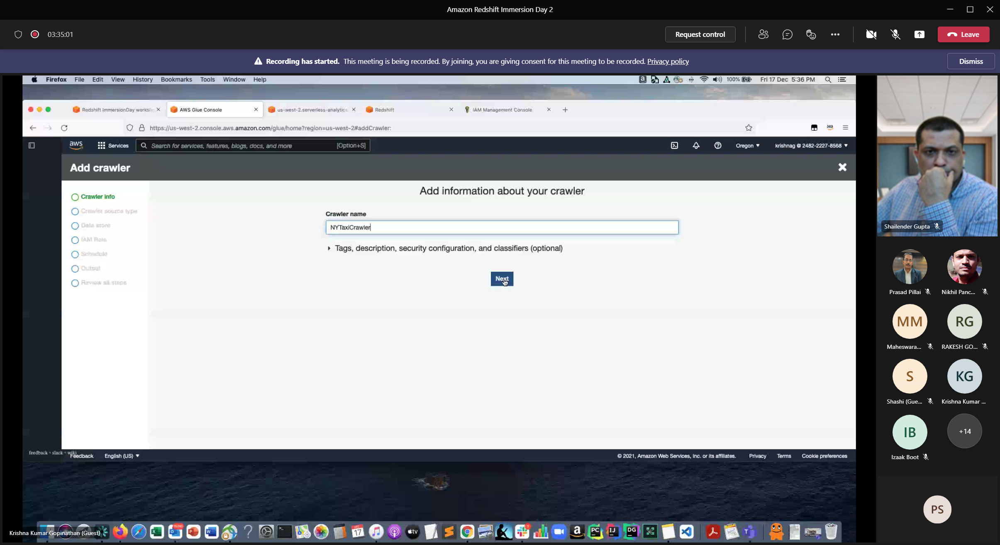 Amazon Redshift Immersion Day 2
03:35:01
Request control
Leave
Recording has started. This meeting is being recorded. By joining, you are giving consent for this meeting to be recorded. Privacy policy
Dismiss
Firefox File Edit View History Bookmarks Tools Window Help
100% Fri 17 Dec 5:36 PM
Redshift ImmersionDay worksho
AWS Glue Console
us-west-2.serverless-analytics
Redshift
IAM Management Console
https://us-west-2.console.aws.amazon.com/glue/home?region=us-west-2#addCrawler:
aws
Services
Search for services, features, blogs, docs, and more
[Option+S]
Oregon
krishnag @ 2482-2227-8568
Add crawler
Crawler info
Crawler source type
Data store
IAM Role
Schedule
Output
Review all steps
Add information about your crawler
Crawler name
NYTaxiCrawler
Tags, description, security configuration, and classifiers (optional)
Next
feedback • slack • wiki
Feedback
English (US)
© 2021, Amazon Web Services, Inc. or its affiliates.
Privacy
Terms
Cookie preferences
Krishna Kumar Gopinathan (Guest)
15740
DEC
17
tv
PC
IJ
DG
Shailender Gupta
Prasad Pillai
Nikhil Panc...
MM
RG
Maheswara...
RAKESH GO...
S
KG
Shashi (Gue...
Krishna Kumar ...
IB
+14
Izaak Boot
PS